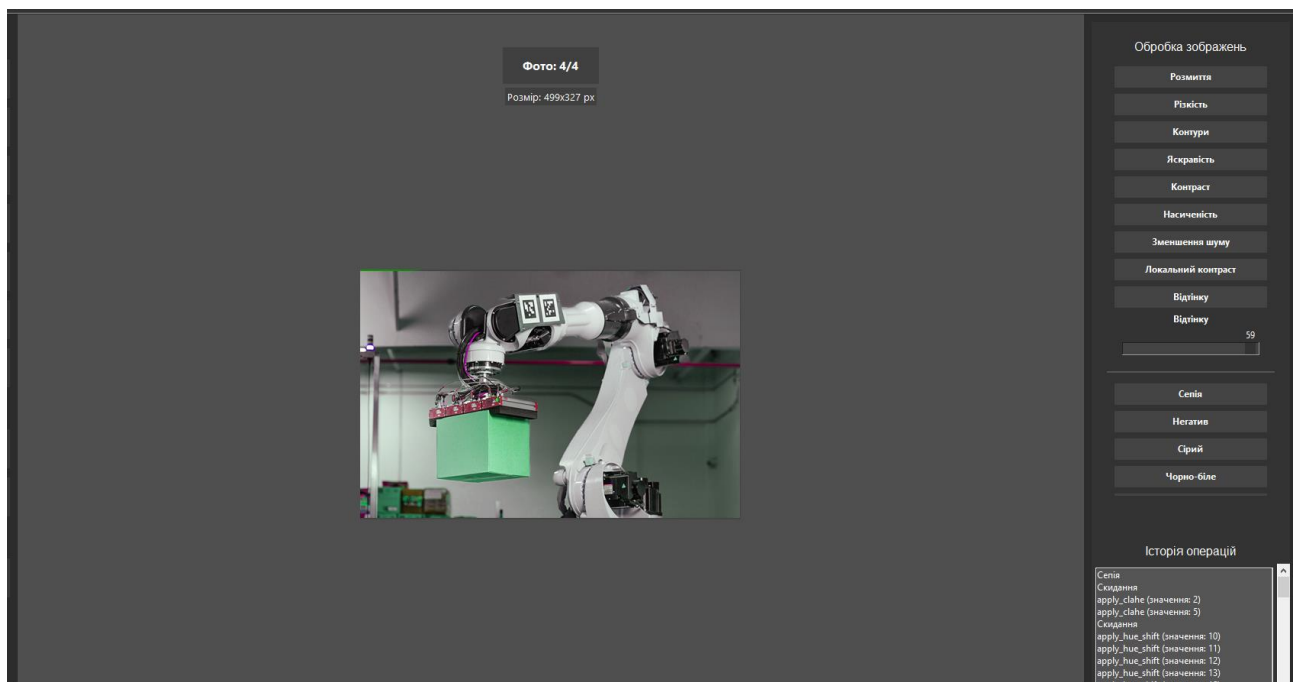 Фото: 4/4
Розмір: 499x327 px
Обробка зображень
Розмиття
Різкість
Контури
Яскравість
Контраст
Насиченість
Зменшення шуму
Локальний контраст
Відтінку
Відтінку
59
Сепія
Негатив
Сірий
Чорно-біле
Історія операцій
Сепія
Скидання
apply_clahe (значення: 2)
apply_clahe (значення: 5)
Скидання
apply_hue_shift (значення: 10)
apply_hue_shift (значення: 11)
apply_hue_shift (значення: 12)
apply_hue_shift (значення: 13)